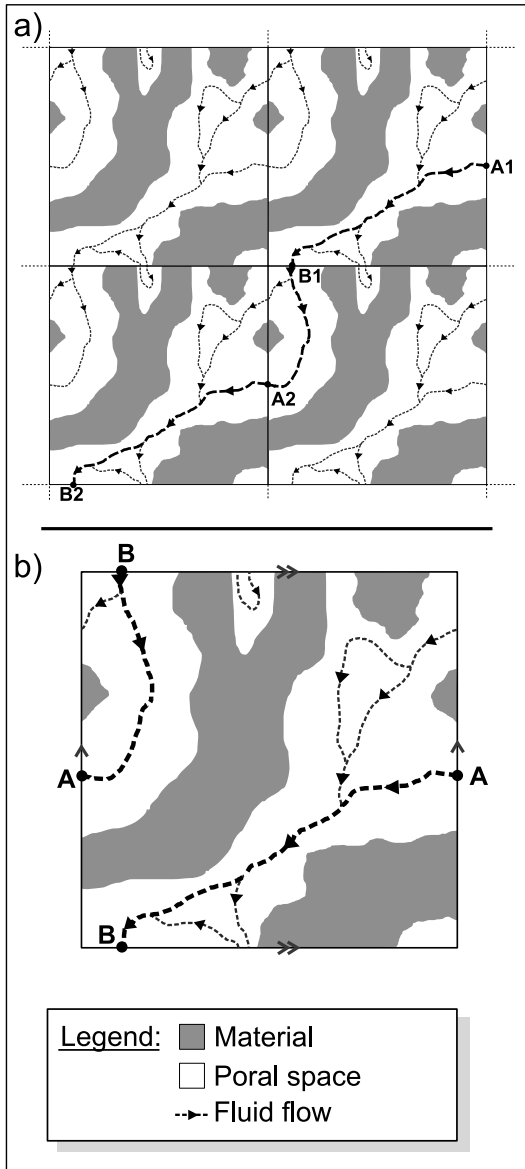 a)
A1
B1
A2
B2
b)
B
A
A
B
Legend:
Material
Poral space
Fluid flow